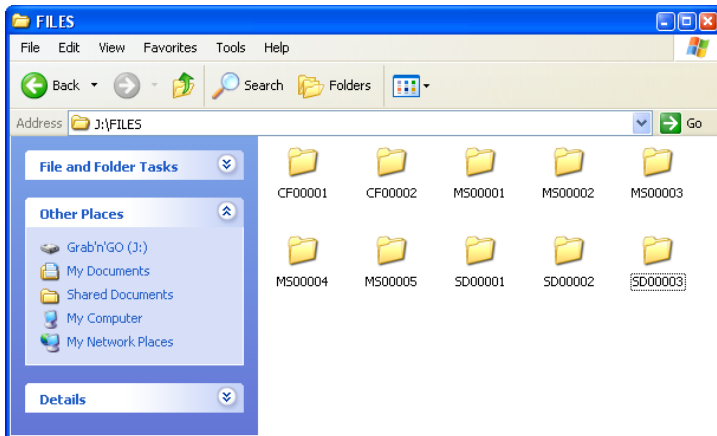 FILES
File Edit View Favorites Tools Help
Back Search Folders
Address J:\FILES Go
File and Folder Tasks
Other Places
Grab'n'GO (J:)
My Documents
Shared Documents
My Computer
My Network Places
Details
CF00001 CF00002 MS00001 MS00002 MS00003
MS00004 MS00005 SD00001 SD00002 SD00003